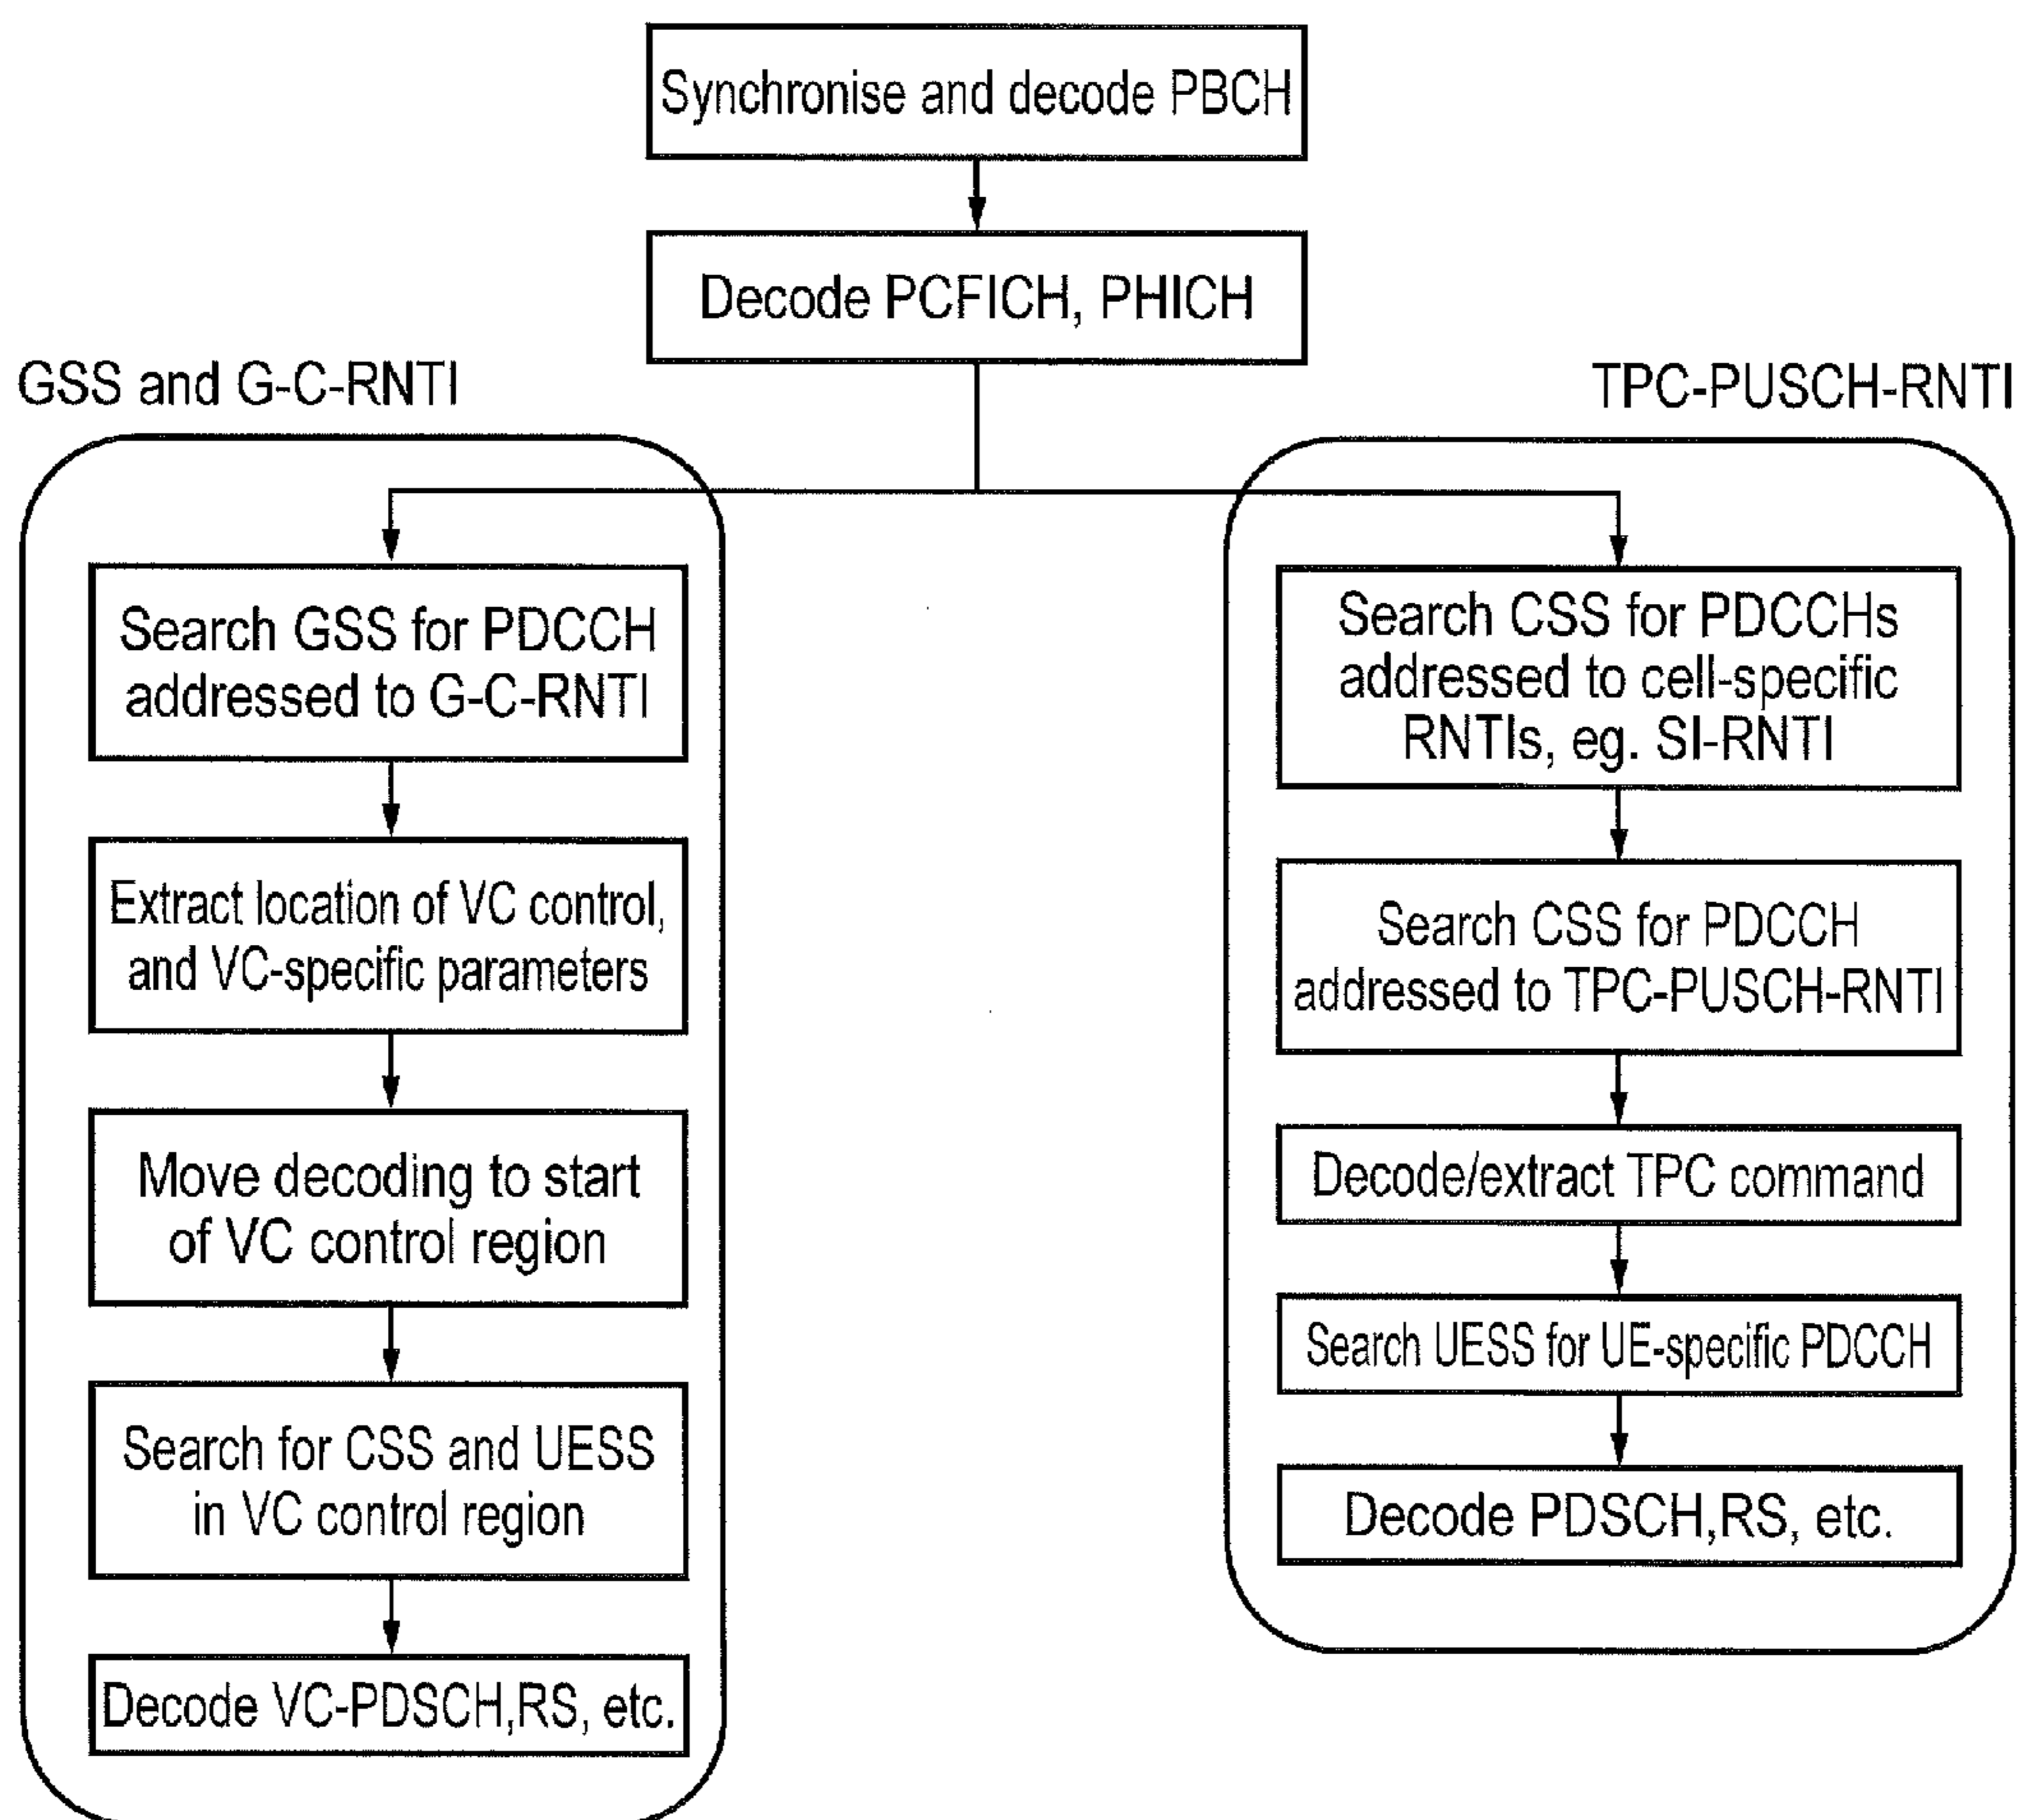 Synchronise and decode PBCH
Decode PCFICH, PHICH
GSS and G-C-RNTI
Search GSS for PDCCH
addressed to G-C-RNTI
Extract location of VC control,
and VC-specific parameters
Move decoding to start
of VC control region
Search for CSS and UESS
in VC control region
Decode VC-PDSCH,RS, etc.
TPC-PUSCH-RNTI
Search CSS for PDCCHs
addressed to cell-specific
RNTIs, eg. SI-RNTI
Search CSS for PDCCH
addressed to TPC-PUSCH-RNTI
Decode/extract TPC command
Search UESS for UE-specific PDCCH
Decode PDSCH,RS, etc.